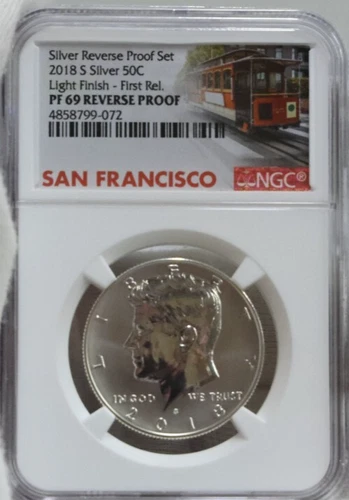 Silver Reverse Proof Set
2018 S Silver 50C
Light Finish - First Rel.
PF 69 REVERSE PROOF
4858799-072
SAN FRANCISCO
NGC®
LIBERTY
IN GOD WE TRUST
S
2018